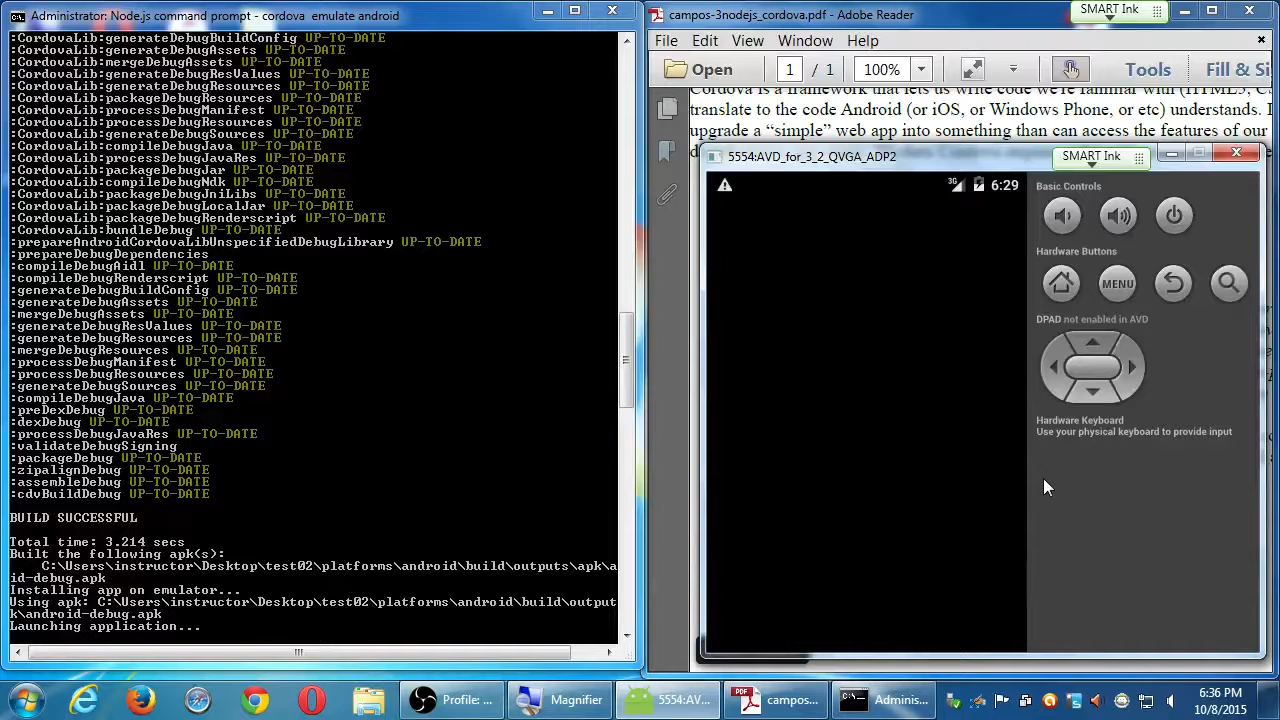 Administrator: Node.js command prompt - cordova  emulate android
:CordovaLib:generateDebugBuildConfig UP-TO-DATE
:CordovaLib:generateDebugAssets UP-TO-DATE
:CordovaLib:mergeDebugAssets UP-TO-DATE
:CordovaLib:generateDebugResValues UP-TO-DATE
:CordovaLib:generateDebugResources UP-TO-DATE
:CordovaLib:packageDebugResources UP-TO-DATE
:CordovaLib:processDebugManifest UP-TO-DATE
:CordovaLib:processDebugResources UP-TO-DATE
:CordovaLib:generateDebugSources UP-TO-DATE
:CordovaLib:compileDebugJava UP-TO-DATE
:CordovaLib:processDebugJavaRes UP-TO-DATE
:CordovaLib:packageDebugJar UP-TO-DATE
:CordovaLib:compileDebugNdk UP-TO-DATE
:CordovaLib:packageDebugJniLibs UP-TO-DATE
:CordovaLib:packageDebugLocalJar UP-TO-DATE
:CordovaLib:packageDebugRenderscript UP-TO-DATE
:CordovaLib:bundleDebug UP-TO-DATE
:prepareAndroidCordovaLibUnspecifiedDebugLibrary UP-TO-DATE
:prepareDebugDependencies
:compileDebugAidl UP-TO-DATE
:compileDebugRenderscript UP-TO-DATE
:generateDebugBuildConfig UP-TO-DATE
:generateDebugAssets UP-TO-DATE
:mergeDebugAssets UP-TO-DATE
:generateDebugResValues UP-TO-DATE
:generateDebugResources UP-TO-DATE
:mergeDebugResources UP-TO-DATE
:processDebugManifest UP-TO-DATE
:processDebugResources UP-TO-DATE
:generateDebugSources UP-TO-DATE
:compileDebugJava UP-TO-DATE
:preDexDebug UP-TO-DATE
:dexDebug UP-TO-DATE
:processDebugJavaRes UP-TO-DATE
:validateDebugSigning
:packageDebug UP-TO-DATE
:zipalignDebug UP-TO-DATE
:assembleDebug UP-TO-DATE
:cdvBuildDebug UP-TO-DATE
BUILD SUCCESSFUL
Total time: 3.214 secs
Built the following apk(s):
C:\Users\instructor\Desktop\test02\platforms\android\build\outputs\apk\a
id-debug.apk
Installing app on emulator...
Using apk: C:\Users\instructor\Desktop\test02\platforms\android\build\output
k\android-debug.apk
Launching application...
campos-3nodejs_cordova.pdf - Adobe Reader
SMART Ink
File Edit View Window Help
Open 1 / 1 100% Tools Fill & Si
Cordova is a framework that lets us write code we're familiar with (HTML5, CS
translate to the code Android (or iOS, or Windows Phone, or etc) understands. I
upgrade a "simple" web app into something than can access the features of our
5554:AVD_for_3_2_QVGA_ADP2
SMART Ink
3G 6:29
Basic Controls
Hardware Buttons
MENU
DPAD not enabled in AVD
Hardware Keyboard
Use your physical keyboard to provide input
Profile: ...
Magnifier
5554:AV...
PDF campos...
Adminis...
6:36 PM
10/8/2015